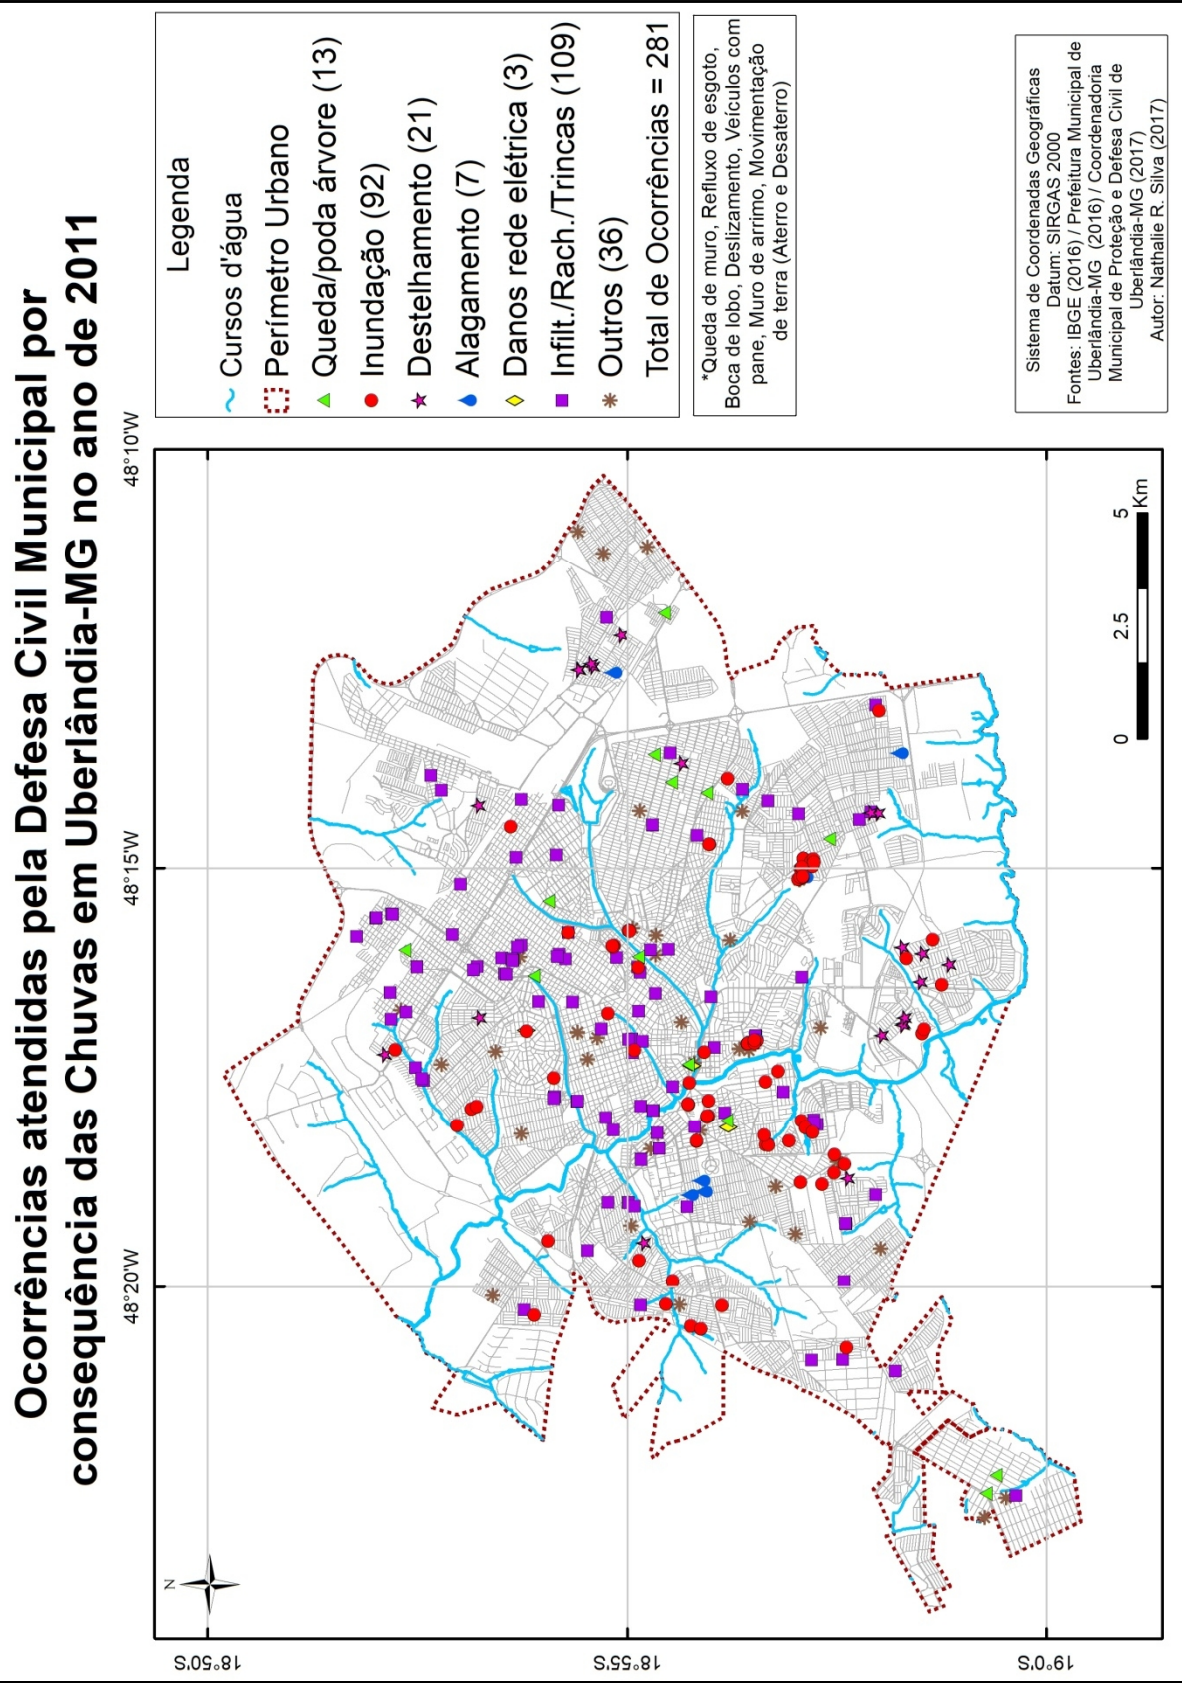 Ocorrências atendidas pela Defesa Civil Municipal por
consequência das Chuvas em Uberlândia-MG no ano de 2011
48°20'W
48°15'W
48°10'W
18°50'S
18°55'S
19°0'S
N
0
2.5
5
Km
Legenda
Cursos d'água
Perímetro Urbano
Queda/poda árvore (13)
Inundação (92)
Destelhamento (21)
Alagamento (7)
Danos rede elétrica (3)
Infilt./Rach./Trincas (109)
Outros (36)
Total de Ocorrências = 281
*Queda de muro, Refluxo de esgoto,
Boca de lobo, Deslizamento, Veículos com
pane, Muro de arrimo, Movimentação
de terra (Aterro e Desaterro)
Sistema de Coordenadas Geográficas
Datum: SIRGAS 2000
Fontes: IBGE (2016) / Prefeitura Municipal de
Uberlândia-MG (2016) / Coordenadoria
Municipal de Proteção e Defesa Civil de
Uberlândia-MG (2017)
Autor: Nathalie R. Silva (2017)